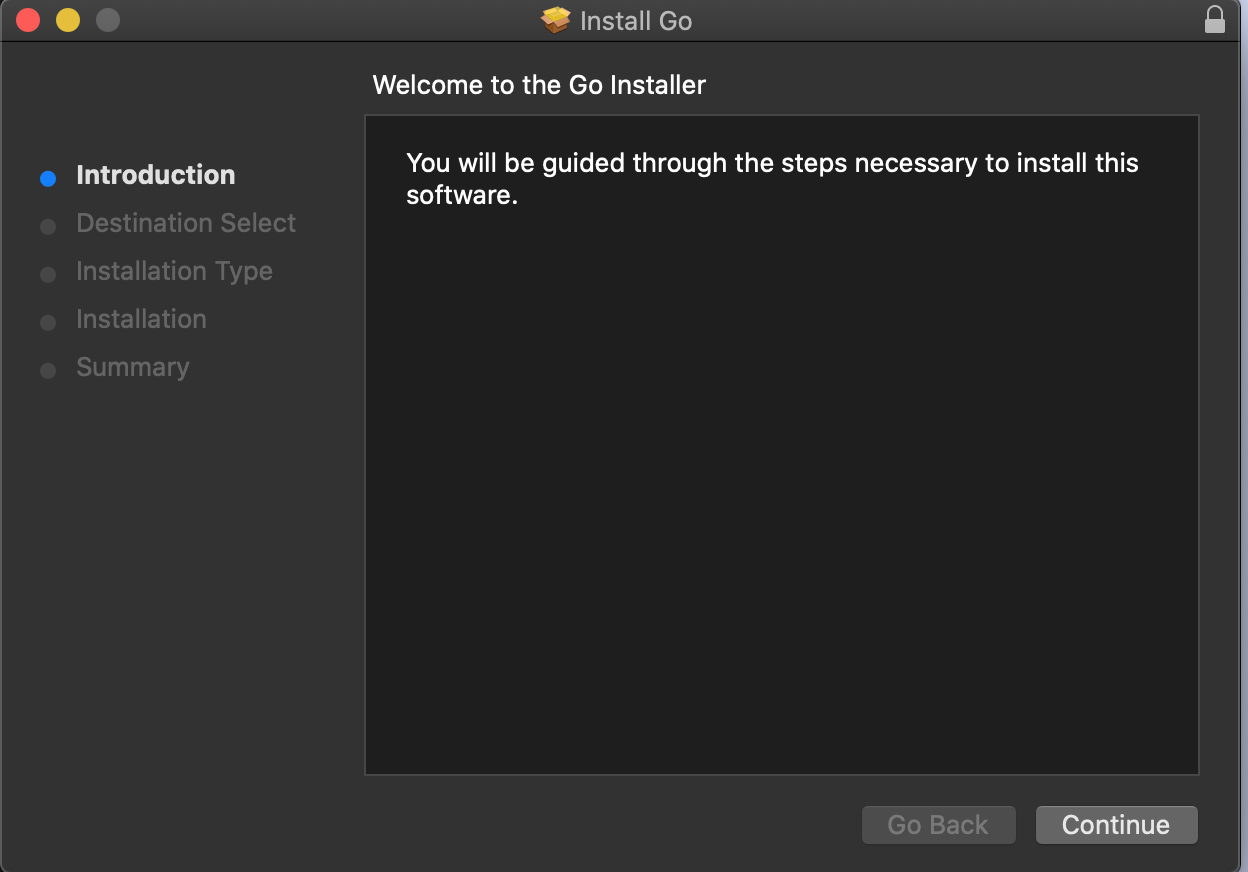 Install Go
Welcome to the Go Installer
Introduction
Destination Select
Installation Type
Installation
Summary
You will be guided through the steps necessary to install this
software.
Go Back
Continue